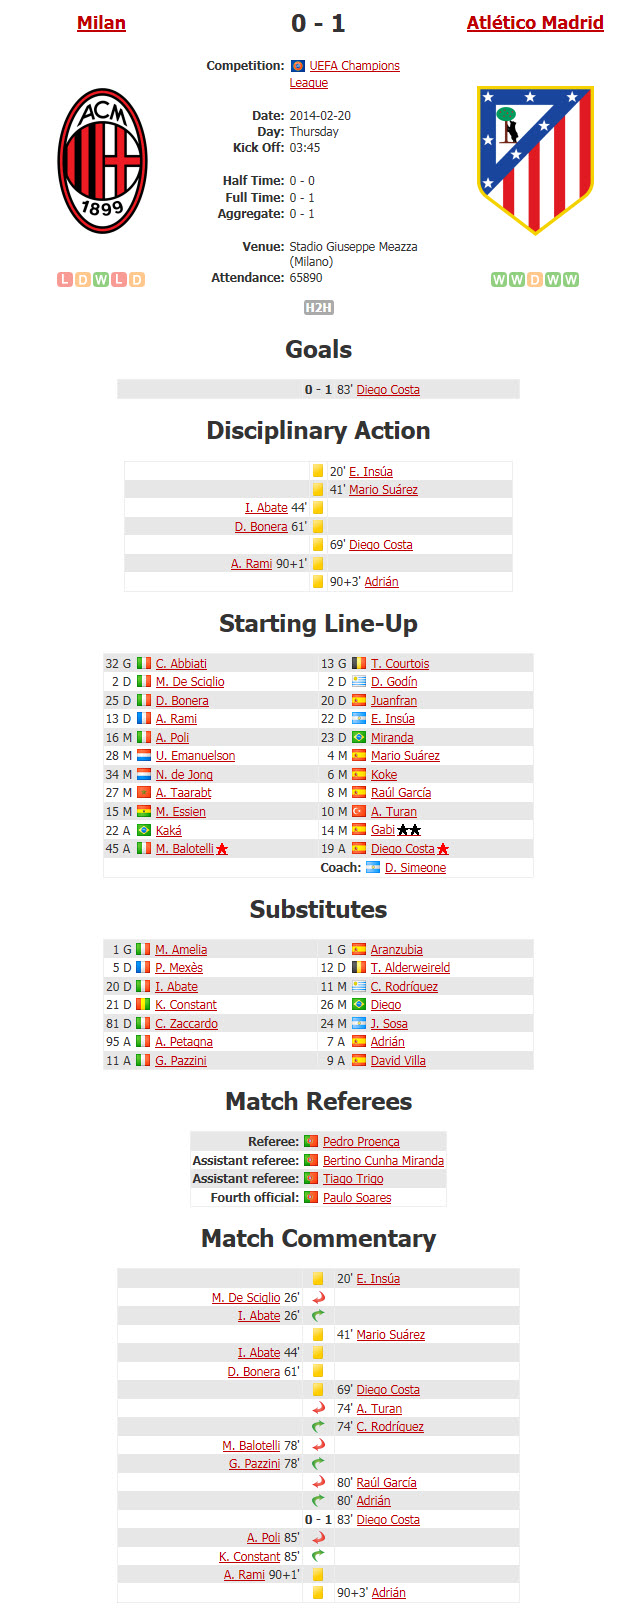 Milan 0 - 1 Atlético Madrid
Competition: UEFA Champions
League
Date: 2014-02-20
Day: Thursday
Kick Off: 03:45
Half Time: 0 - 0
Full Time: 0 - 1
Aggregate: 0 - 1
Venue: Stadio Giuseppe Meazza
(Milano)
Attendance: 65890
ACM
1899
L D W L D
W W D W W
H2H
Goals
0 - 1 83' Diego Costa
Disciplinary Action
20' E. Insúa
41' Mario Suárez
I. Abate 44'
D. Bonera 61'
69' Diego Costa
A. Rami 90+1'
90+3' Adrián
Starting Line-Up
32 G C. Abbiati 13 G T. Courtois
2 D M. De Sciglio 2 D D. Godín
25 D D. Bonera 20 D Juanfran
13 D A. Rami 22 D E. Insúa
16 M A. Poli 23 D Miranda
28 M U. Emanuelson 4 M Mario Suárez
34 M N. de Jong 6 M Koke
27 M A. Taarabt 8 M Raúl García
15 M M. Essien 10 M A. Turan
22 A Kaká 14 M Gabi
45 A M. Balotelli 19 A Diego Costa
Coach: D. Simeone
Substitutes
1 G M. Amelia 1 G Aranzubia
5 D P. Mexès 12 D T. Alderweireld
20 D I. Abate 11 M C. Rodríguez
21 D K. Constant 26 M Diego
81 D C. Zaccardo 24 M J. Sosa
95 A A. Petagna 7 A Adrián
11 A G. Pazzini 9 A David Villa
Match Referees
Referee: Pedro Proença
Assistant referee: Bertino Cunha Miranda
Assistant referee: Tiago Trigo
Fourth official: Paulo Soares
Match Commentary
20' E. Insúa
M. De Sciglio 26'
I. Abate 26'
41' Mario Suárez
I. Abate 44'
D. Bonera 61'
69' Diego Costa
74' A. Turan
74' C. Rodríguez
M. Balotelli 78'
G. Pazzini 78'
80' Raúl García
80' Adrián
0 - 1 83' Diego Costa
A. Poli 85'
K. Constant 85'
A. Rami 90+1'
90+3' Adrián